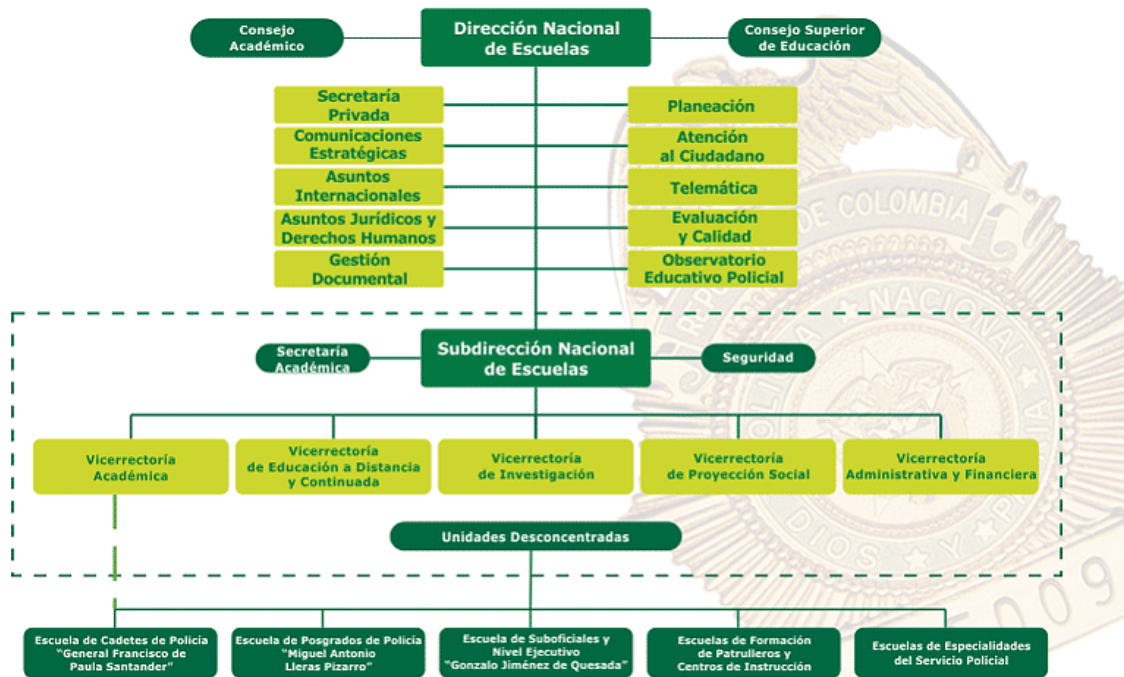 Consejo
Académico
Dirección Nacional
de Escuelas
Consejo Superior
de Educación
Secretaría
Privada
Planeación
Comunicaciones
Estratégicas
Atención
al Ciudadano
Asuntos
Internacionales
Telemática
Asuntos Jurídicos y
Derechos Humanos
Evaluación
y Calidad
Gestión
Documental
Observatorio
Educativo Policial
Secretaría
Académica
Subdirección Nacional
de Escuelas
Seguridad
Vicerrectoría
Académica
Vicerrectoría
de Educación a Distancia
y Continuada
Vicerrectoría
de Investigación
Vicerrectoría
de Proyección Social
Vicerrectoría
Administrativa y Financiera
Unidades Desconcentradas
Escuela de Cadetes de Policía
“General Francisco de
Paula Santander”
Escuela de Posgrados de Policía
“Miguel Antonio
Lleras Pizarro”
Escuela de Suboficiales y
Nivel Ejecutivo
“Gonzalo Jiménez de Quesada”
Escuelas de Formación
de Patrulleros y
Centros de Instrucción
Escuelas de Especialidades
del Servicio Policial
DE COLOMBIA
NACIONAL
DIOS Y